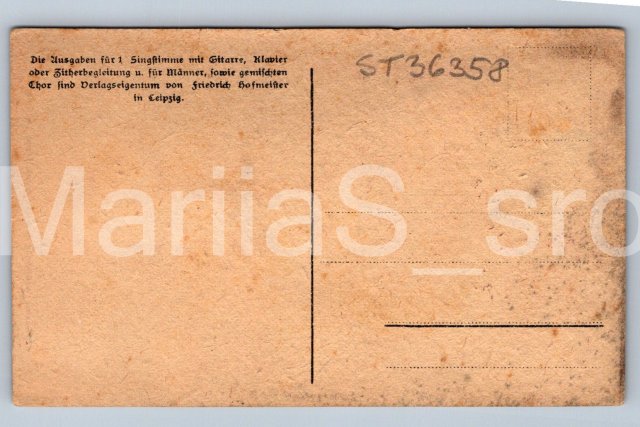 Die Ausgaben für 1 Singstimme mit Gitarre, Klavier
oder Zitherbegleitung u. für Männer, sowie gemischten
Chor sind Verlagseigentum von Friedrich Hofmeister
in Leipzig.
ST36358
MariiaS_sro